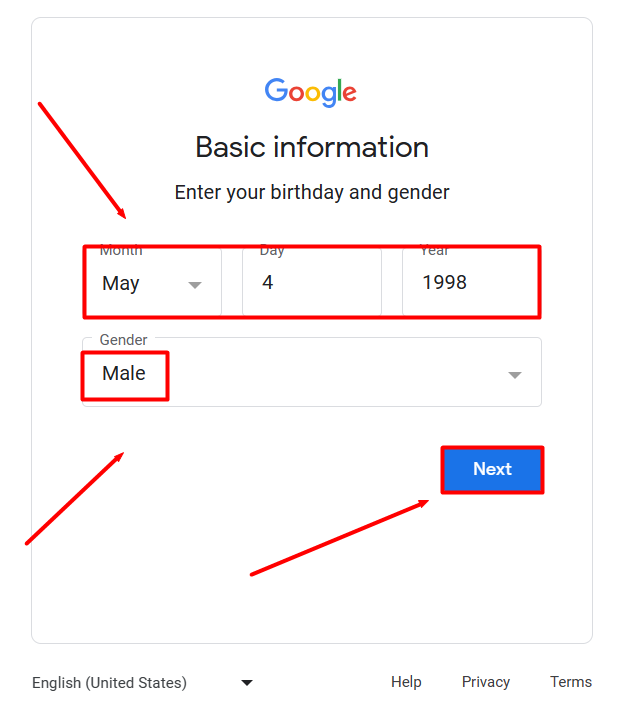 Google
Basic information
Enter your birthday and gender
Month Day Year
May 4 1998
Gender
Male
Next
English (United States) Help Privacy Terms